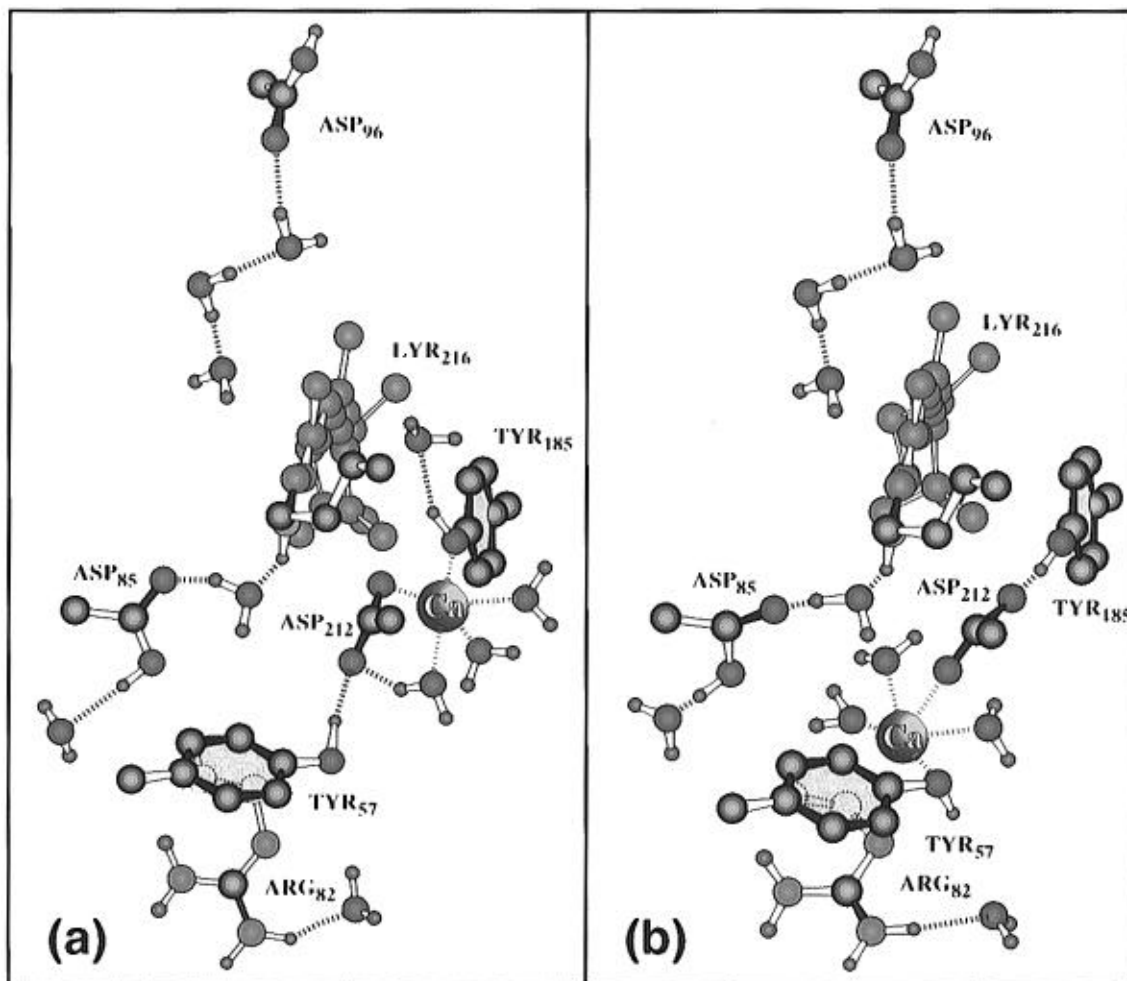 ASP96
LYR216
TYR185
ASP85
ASP212
Ca
TYR57
ARG82
(a)
ASP96
LYR216
ASP85
ASP212
TYR185
Ca
TYR57
ARG82
(b)